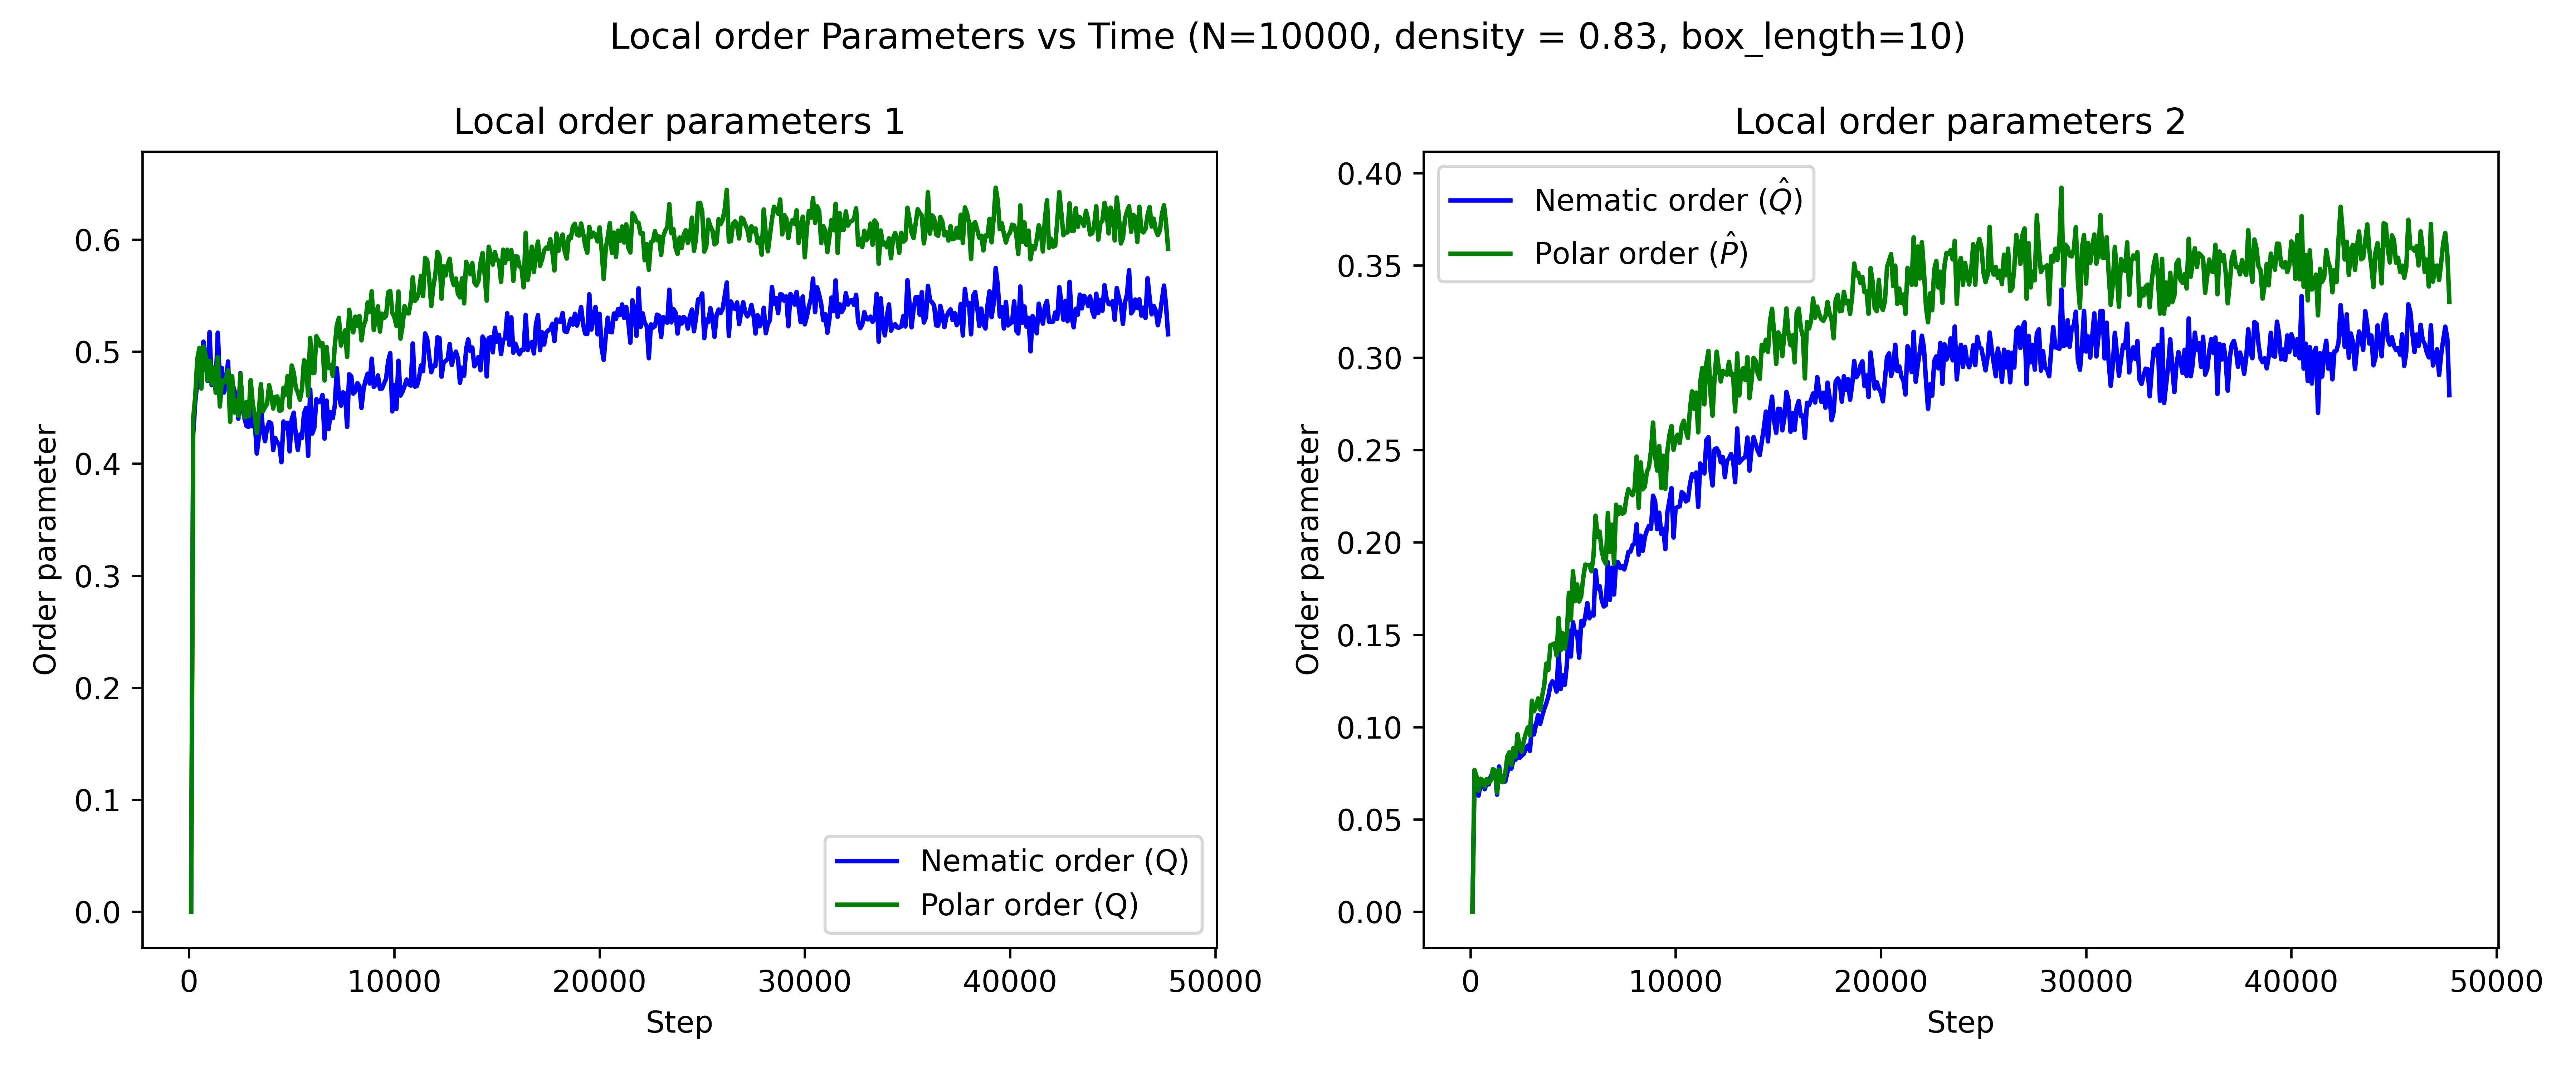 Local order Parameters vs Time (N=10000, density = 0.83, box_length=10)
Local order parameters 1
Order parameter
0.6
0.5
0.4
0.3
0.2
0.1
0.0
Nematic order (Q)
Polar order (Q)
0 10000 20000 30000 40000 50000
Step
Local order parameters 2
Order parameter
0.40
0.35
0.30
0.25
0.20
0.15
0.10
0.05
0.00
Nematic order (Q̂)
Polar order (P̂)
0 10000 20000 30000 40000 50000
Step